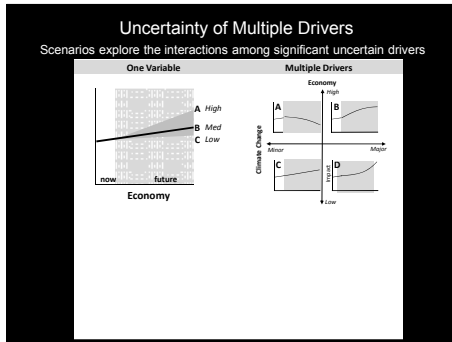 Uncertainty of Multiple Drivers
Scenarios explore the interactions among significant uncertain drivers
One Variable
Multiple Drivers
A High
B Med
C Low
now
future
Economy
Economy
High
A
B
Climate Change
Minor
Major
C
Impact
D
Low